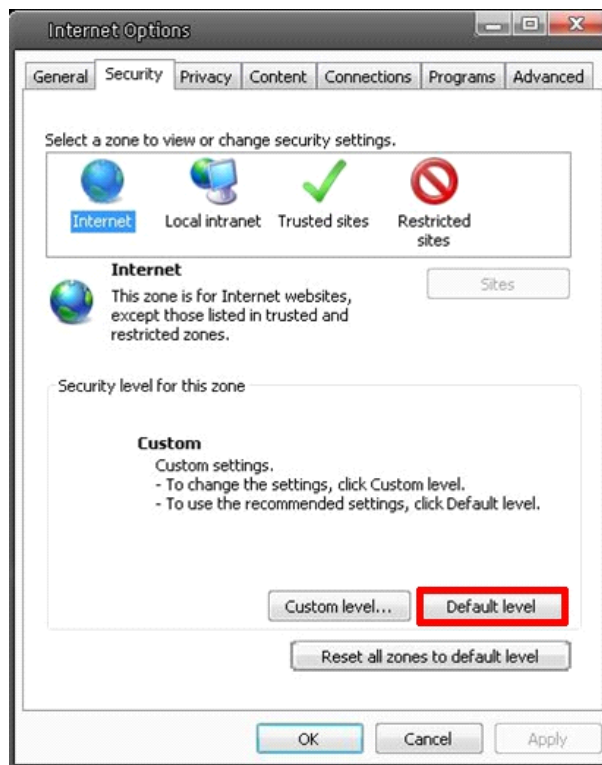 Internet Options
General Security Privacy Content Connections Programs Advanced
Select a zone to view or change security settings.
Internet Local intranet Trusted sites Restricted sites
Internet
This zone is for Internet websites,
except those listed in trusted and
restricted zones.
Sites
Security level for this zone
Custom
Custom settings.
- To change the settings, click Custom level.
- To use the recommended settings, click Default level.
Custom level... Default level
Reset all zones to default level
OK Cancel Apply